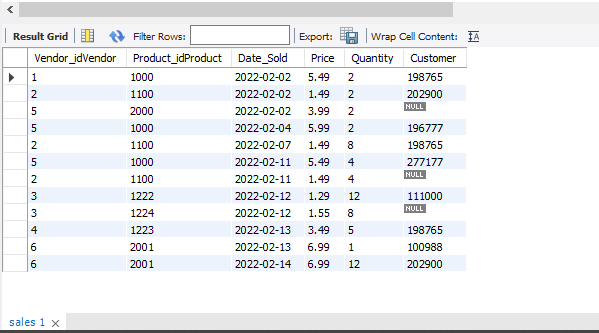 Result Grid Filter Rows: Export: Wrap Cell Content: IA
Vendor_idVendor Product_idProduct Date_Sold Price Quantity Customer
1 1000 2022-02-02 5.49 2 198765
2 1100 2022-02-02 1.49 2 202900
5 2000 2022-02-02 3.99 2 NULL
5 1000 2022-02-04 5.99 2 196777
2 1100 2022-02-07 1.49 8 198765
5 1000 2022-02-11 5.49 4 277177
2 1100 2022-02-11 1.49 4 NULL
3 1222 2022-02-12 1.29 12 111000
3 1224 2022-02-12 1.55 8 NULL
4 1223 2022-02-13 3.49 5 198765
6 2001 2022-02-13 6.99 1 100988
6 2001 2022-02-14 6.99 12 202900
sales 1